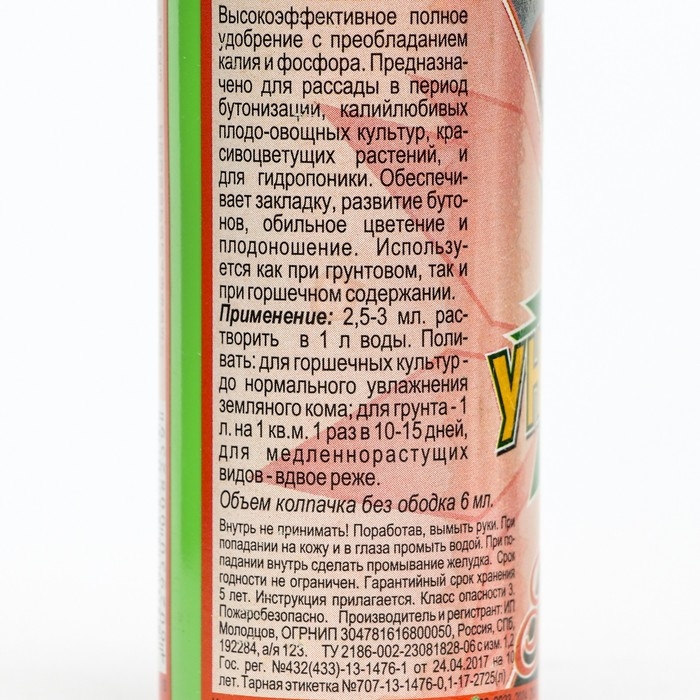 Высокоэффективное полное
удобрение с преобладанием
калия и фосфора. Предназна-
чено для рассады в период
бутонизации, калийлюбивых
плодо-овощных культур, кра-
сивоцветущих растений, и
для гидропоники. Обеспечи-
вает закладку, развитие буто-
нов, обильное цветение и
плодоношение. Использу-
ется как при грунтовом, так и
при горшечном содержании.
Применение: 2,5-3 мл. рас-
творить в 1 л воды. Поли-
вать: для горшечных культур -
до нормального увлажнения
земляного кома; для грунта - 1
л. на 1 кв.м. 1 раз в 10-15 дней,
для медленнорастущих
видов - вдвое реже.
Объем колпачка без ободка 6 мл.
Внутрь не принимать! Поработав, вымыть руки. При
попадании на кожу и в глаза промыть водой. При по-
падании внутрь сделать промывание желудка. Срок
годности не ограничен. Гарантийный срок хранения
5 лет. Инструкция прилагается. Класс опасности 3.
Пожаробезопасно. Производитель и регистрант: ИП
Молодцов, ОГРНИП 304781616800050, Россия, СПб,
192284, а/я 123. ТУ 2186-002-23081828-06 с изм. 1,2
Гос. рег. №432(433)-13-1476-1 от 24.04.2017 на 10
лет. Тарная этикетка №707-13-1476-0,1-17-2725(л)
УН